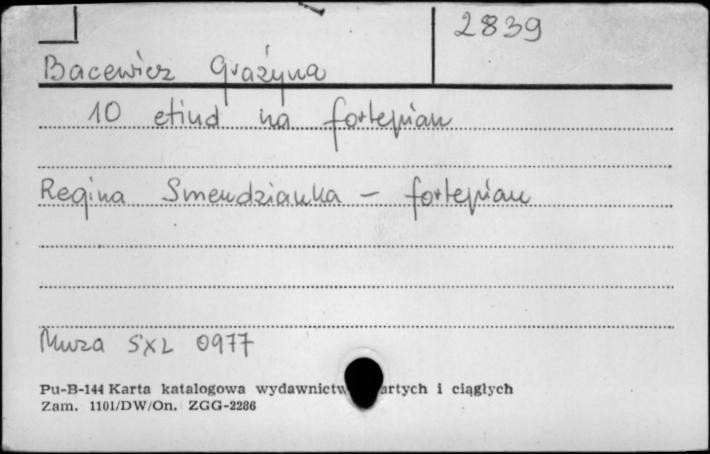 2839
Bacewicz Grażyna
10 etiud na fortepian
Regina Smendzianka - fortepian
Muza SXL 0977
Pu-B-144 Karta katalogowa wydawnictw artych i ciągłych
Zam. 1101/DW/On. ZGG-2286